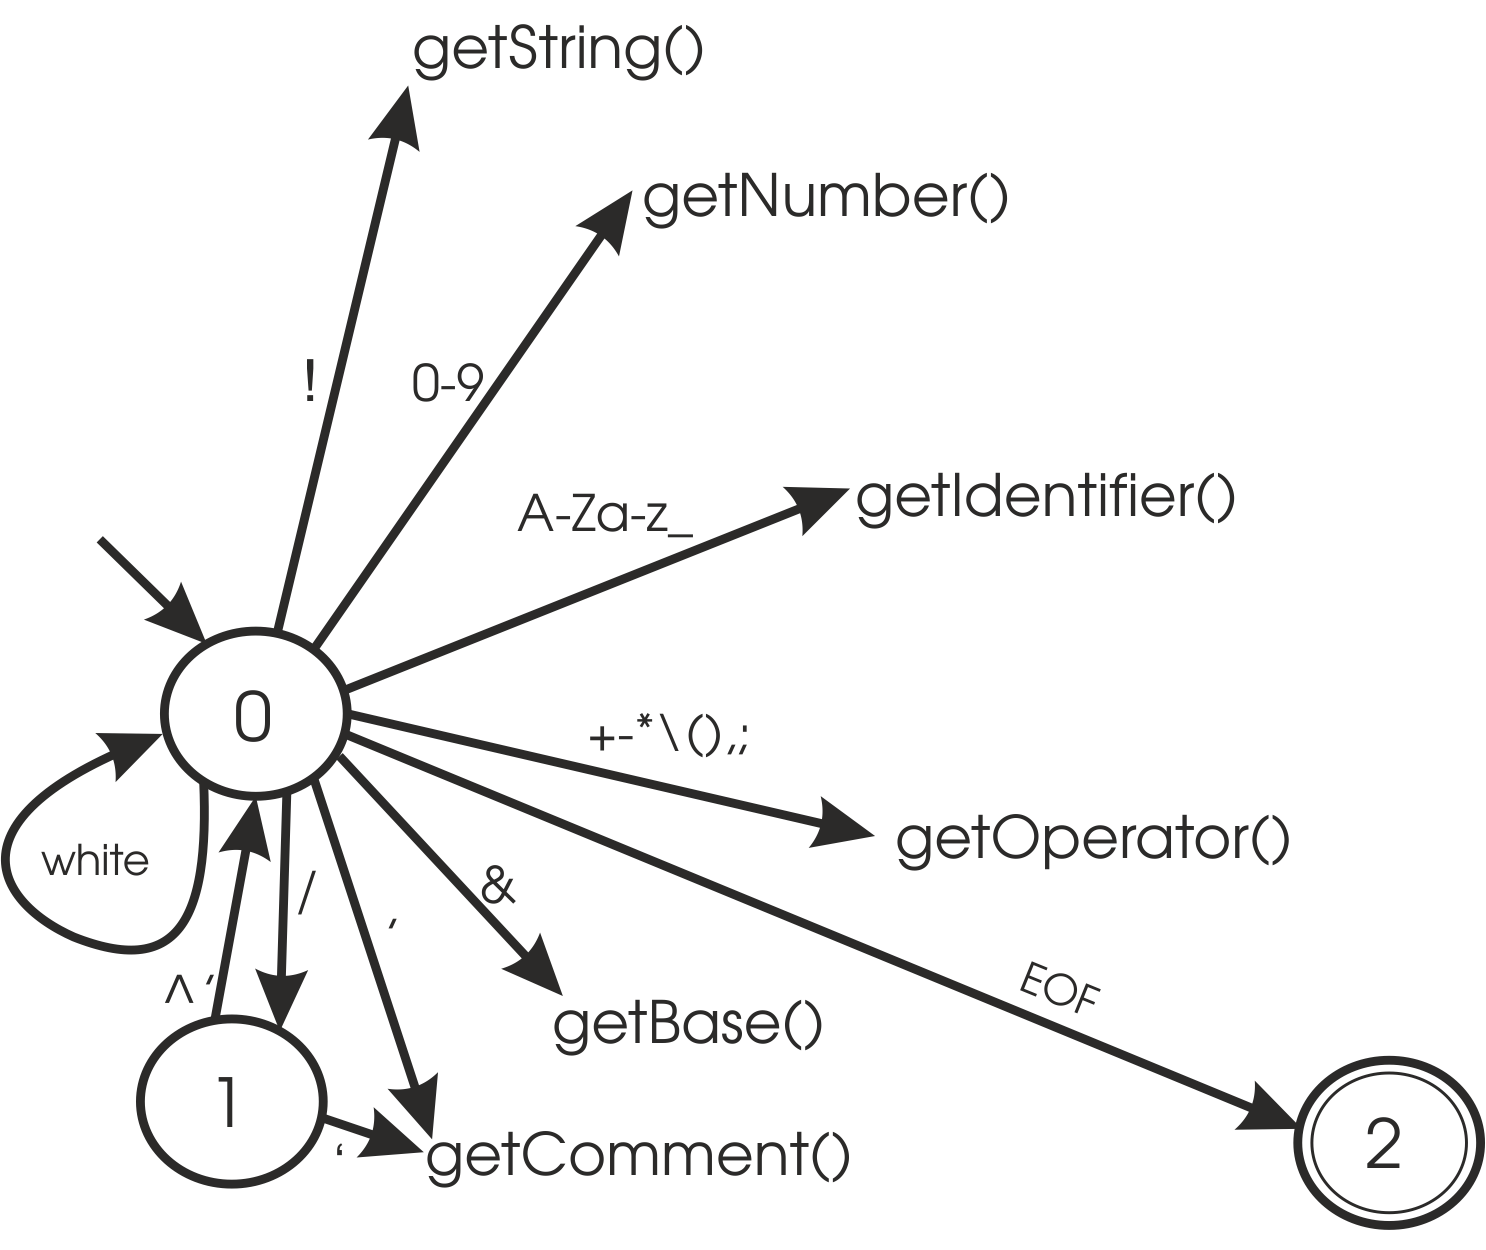 getString()
getNumber()
!
0-9
getIdentifier()
A-Za-z_
0
+-*\(),;
getOperator()
white
/
&
‘
EOF
^‘
getBase()
1
2
‘
getComment()